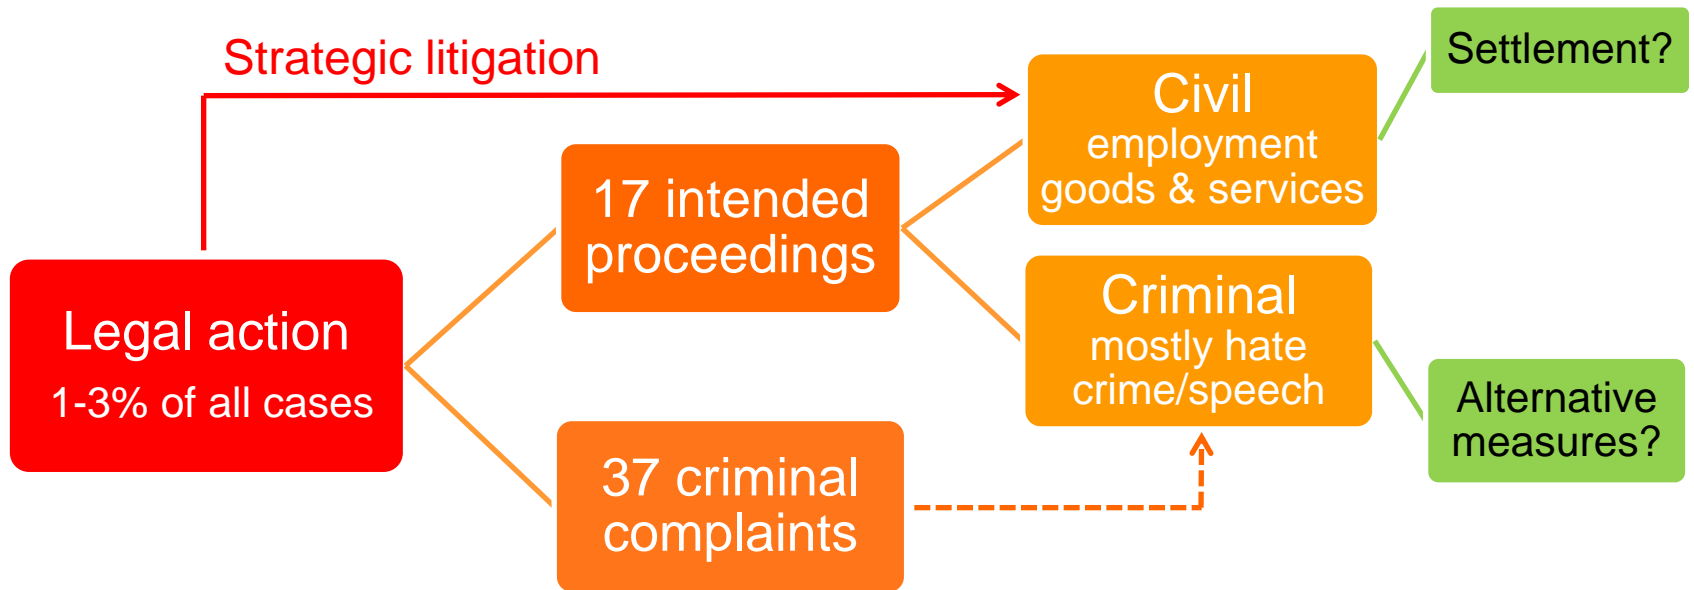 Strategic litigation
Legal action
1-3% of all cases
17 intended
proceedings
37 criminal
complaints
Civil
employment
goods & services
Criminal
mostly hate
crime/speech
Settlement?
Alternative
measures?